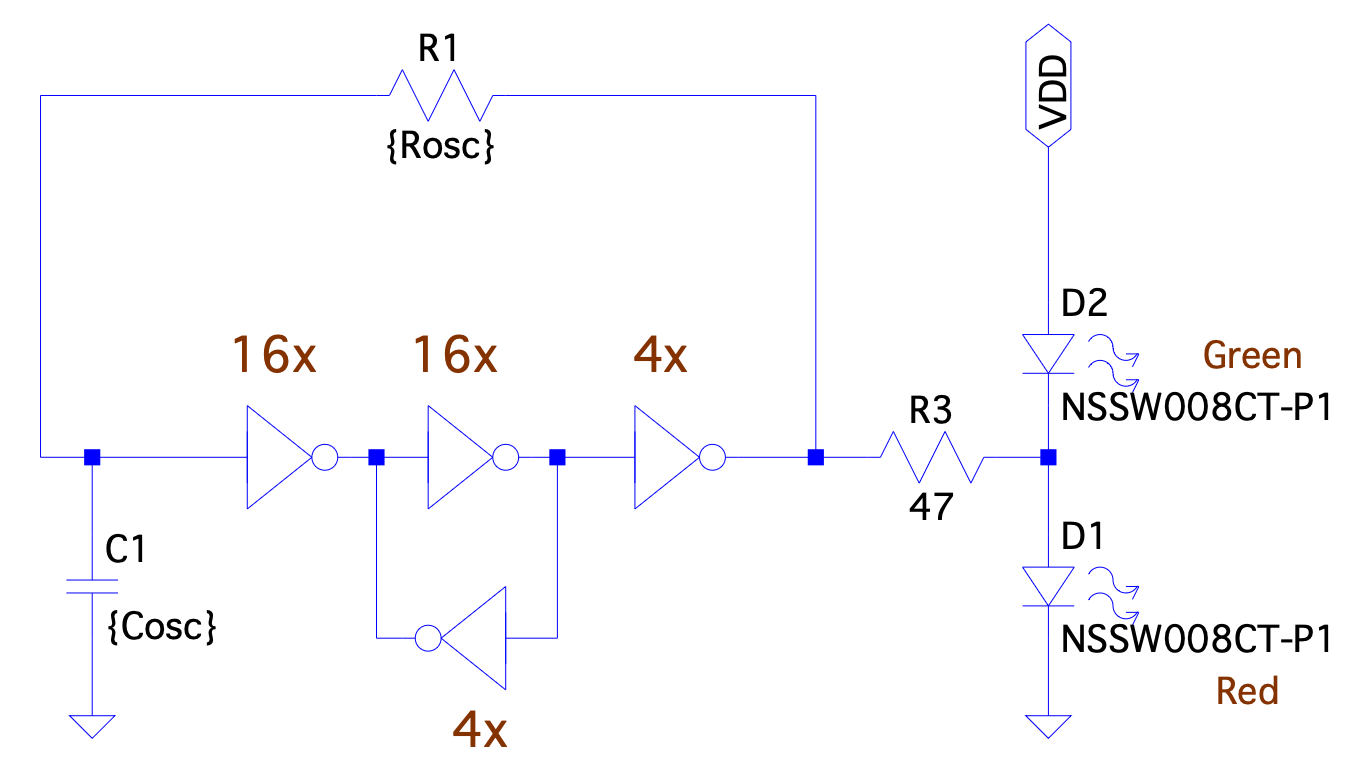 R1
{Rosc}
VDD
16x
16x
4x
D2
Green
NSSW008CT-P1
R3
47
C1
{Cosc}
D1
NSSW008CT-P1
Red
4x